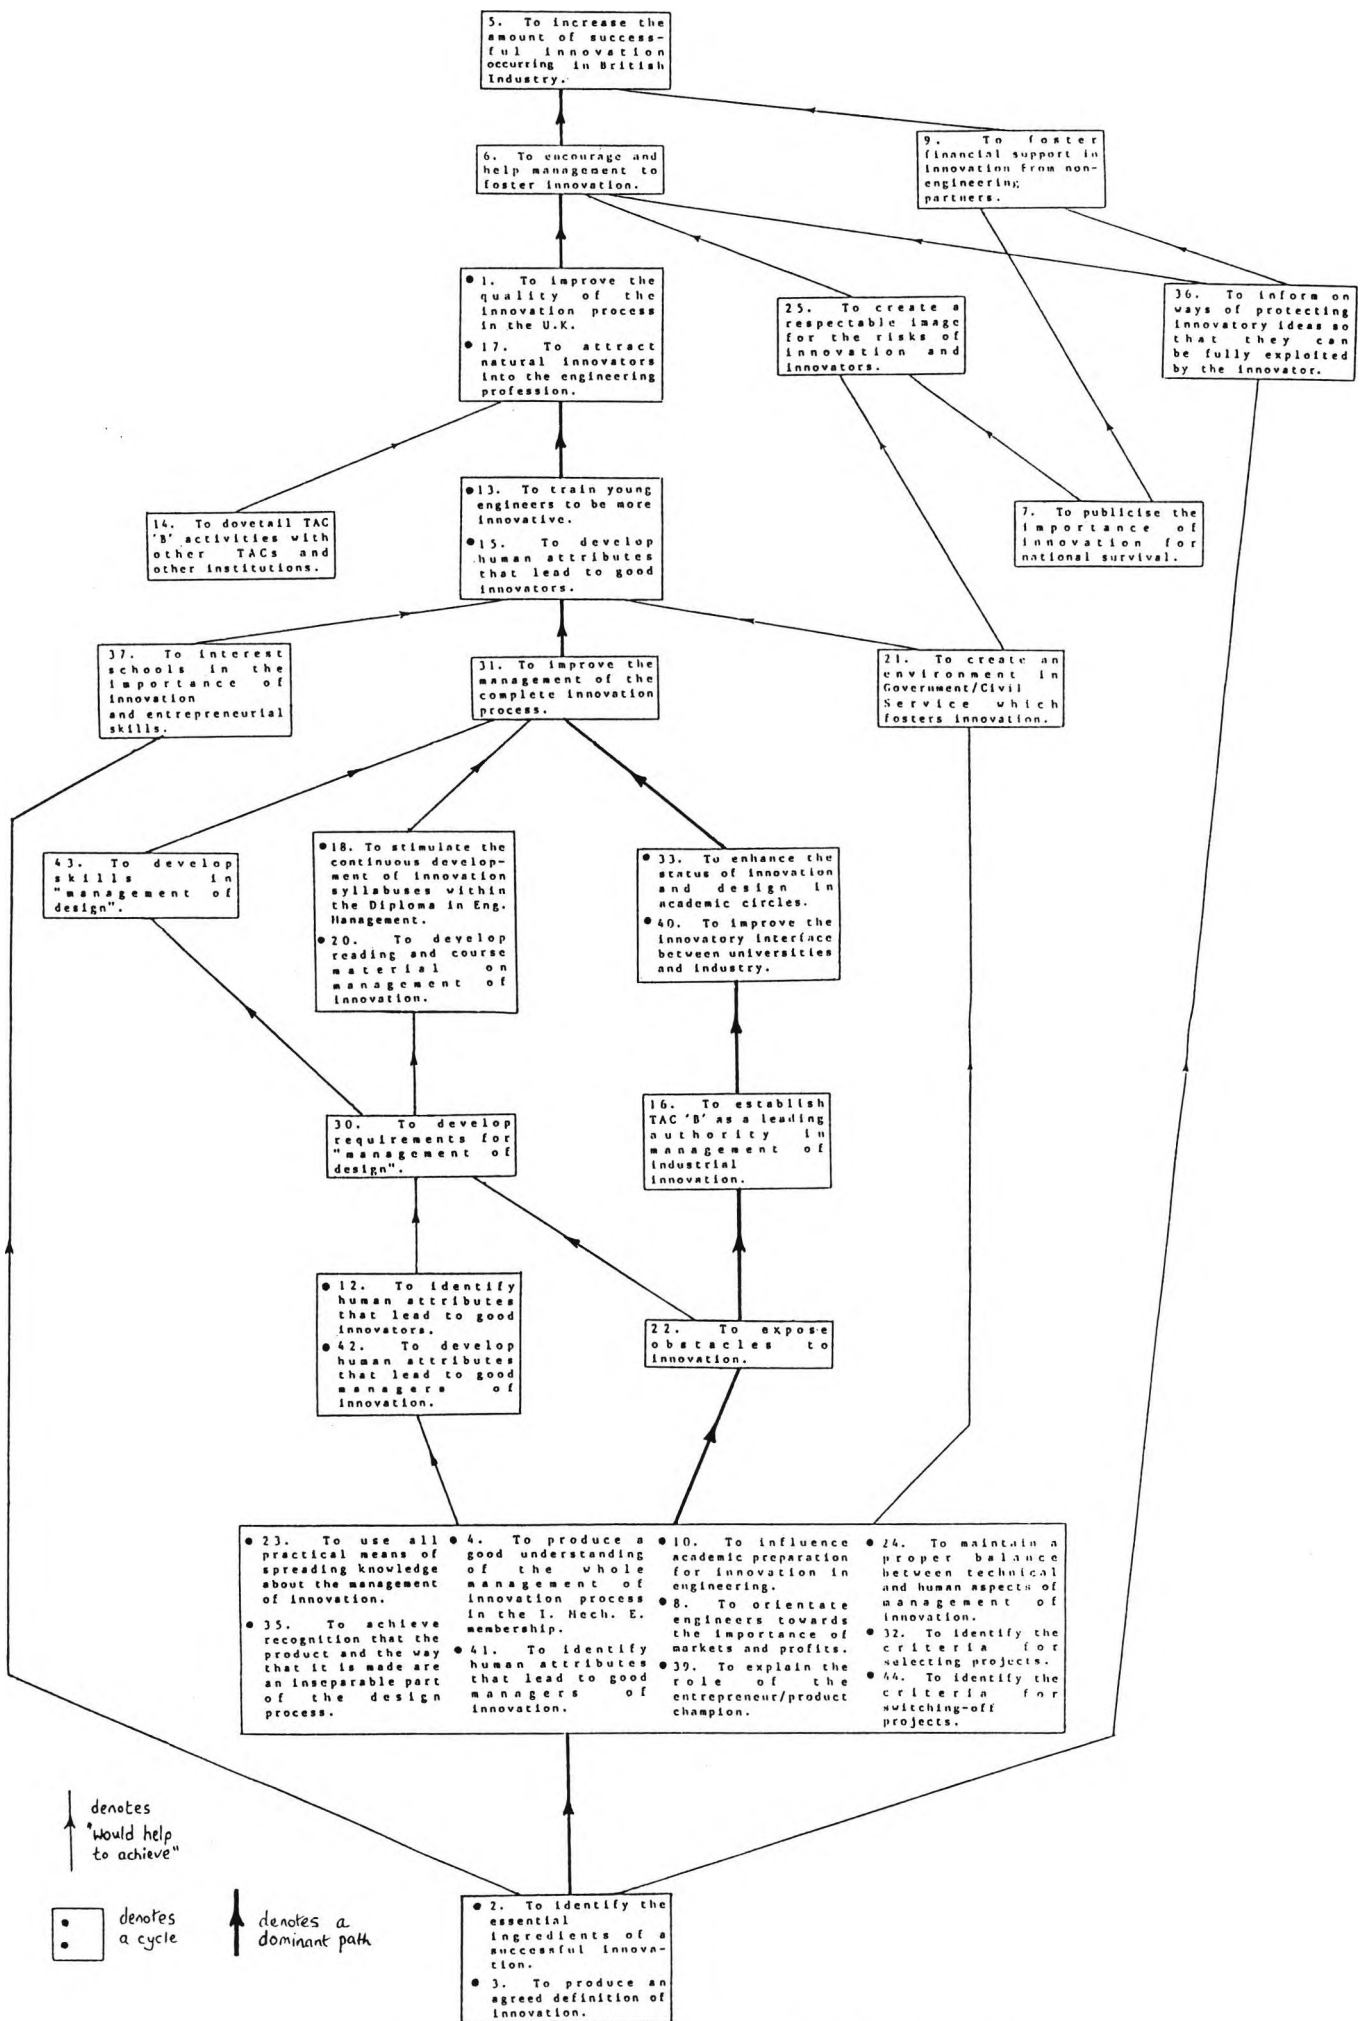 5. To increase the
amount of success-
ful innovation
occurring in British
Industry.
9. To foster
financial support in
innovation from non-
engineering
partners.
6. To encourage and
help management to
foster innovation.
• 1. To improve the
quality of the
innovation process
in the U.K.
• 17. To attract
natural innovators
into the engineering
profession.
25. To create a
respectable image
for the risks of
innovation and
innovators.
36. To inform on
ways of protecting
innovatory ideas so
that they can
be fully exploited
by the innovator.
14. To dovetail TAC
'B' activities with
other TACs and
other institutions.
• 13. To train young
engineers to be more
innovative.
• 15. To develop
human attributes
that lead to good
innovators.
7. To publicise the
importance of
innovation for
national survival.
37. To interest
schools in the
importance of
innovation
and entrepreneurial
skills.
31. To improve the
management of the
complete innovation
process.
21. To create an
environment in
Government/Civil
Service which
fosters innovation.
43. To develop
skills in
"management of
design".
• 18. To stimulate the
continuous develop-
ment of innovation
syllabuses within
the Diploma in Eng.
Management.
• 20. To develop
reading and course
material on
management of
innovation.
• 33. To enhance the
status of innovation
and design in
academic circles.
• 40. To improve the
innovatory interface
between universities
and industry.
30. To develop
requirements for
"management of
design".
16. To establish
TAC 'B' as a leading
authority in
management of
industrial
innovation.
• 12. To identify
human attributes
that lead to good
innovators.
• 42. To develop
human attributes
that lead to good
managers of
innovation.
22. To expose
obstacles to
innovation.
• 23. To use all
practical means of
spreading knowledge
about the management
of innovation.
• 35. To achieve
recognition that the
product and the way
that it is made are
an inseparable part
of the design
process.
• 4. To produce a
good understanding
of the whole
management of
innovation process
in the I. Mech. E.
membership.
• 41. To identify
human attributes
that lead to good
managers of
innovation.
• 10. To influence
academic preparation
for innovation in
engineering.
• 8. To orientate
engineers towards
the importance of
markets and profits.
• 39. To explain the
role of the
entrepreneur/product
champion.
• 24. To maintain a
proper balance
between technical
and human aspects of
management of
innovation.
• 32. To identify the
criteria for
selecting projects.
• 44. To identify the
criteria for
switching-off
projects.
denotes
"Would help
to achieve"
denotes
a cycle
denotes a
dominant path
• 2. To identify the
essential
ingredients of a
successful innova-
tion.
• 3. To produce an
agreed definition of
innovation.